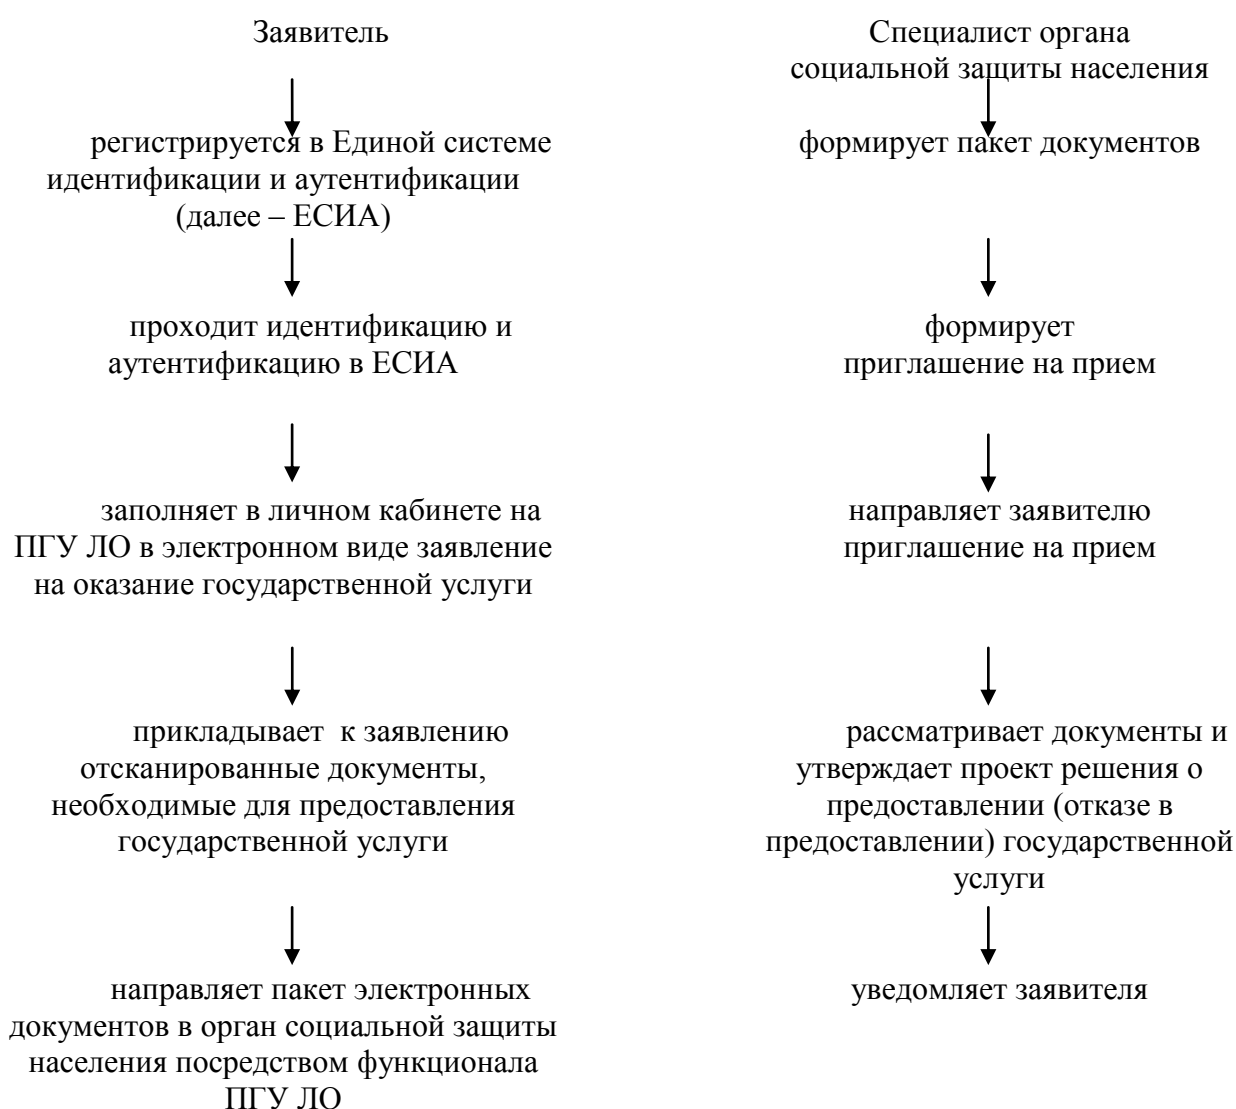 Заявитель
регистрируется в Единой системе
идентификации и аутентификации
(далее – ЕСИА)
проходит идентификацию и
аутентификацию в ЕСИА
заполняет в личном кабинете на
ПГУ ЛО в электронном виде заявление
на оказание государственной услуги
прикладывает к заявлению
отсканированные документы,
необходимые для предоставления
государственной услуги
направляет пакет электронных
документов в орган социальной защиты
населения посредством функционала
ПГУ ЛО
Специалист органа
социальной защиты населения
формирует пакет документов
формирует
приглашение на прием
направляет заявителю
приглашение на прием
рассматривает документы и
утверждает проект решения о
предоставлении (отказе в
предоставлении) государственной
услуги
уведомляет заявителя